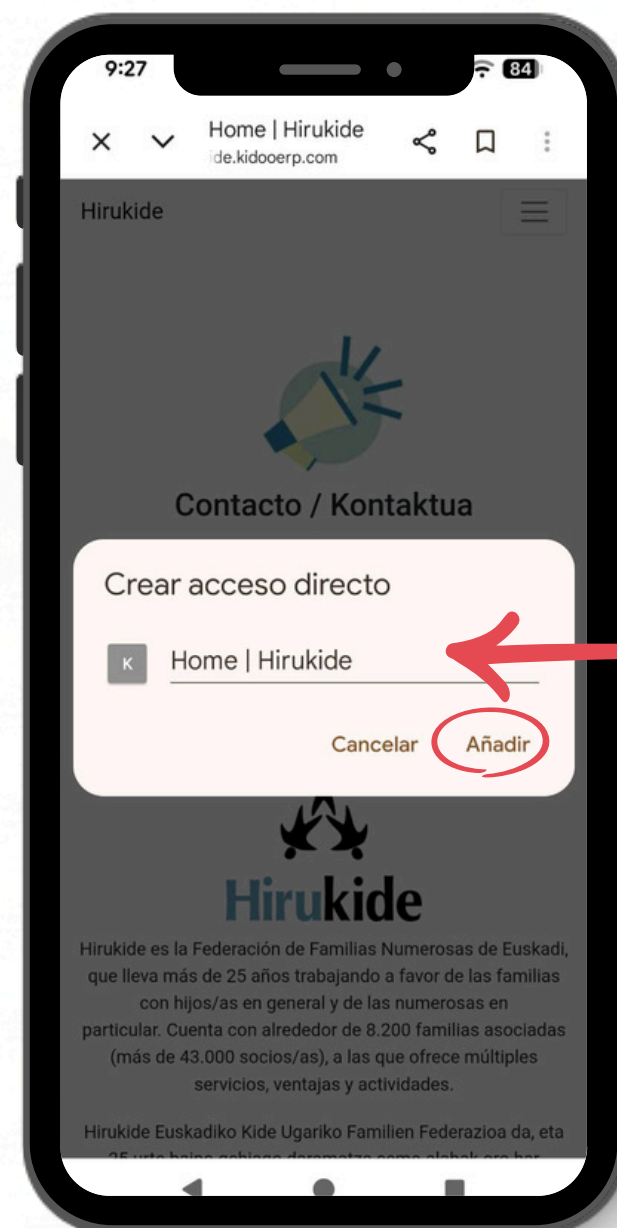 9:27
84
Home | Hirukide
ide.kidooerp.com
Hirukide
Contacto / Kontaktua
Crear acceso directo
K
Home | Hirukide
Cancelar
Añadir
Hirukide
Hirukide es la Federación de Familias Numerosas de Euskadi,
que lleva más de 25 años trabajando a favor de las familias
con hijos/as en general y de las numerosas en
particular. Cuenta con alrededor de 8.200 familias asociadas
(más de 43.000 socios/as), a las que ofrece múltiples
servicios, ventajas y actividades.
Hirukide Euskadiko Kide Ugariko Familien Federazioa da, eta